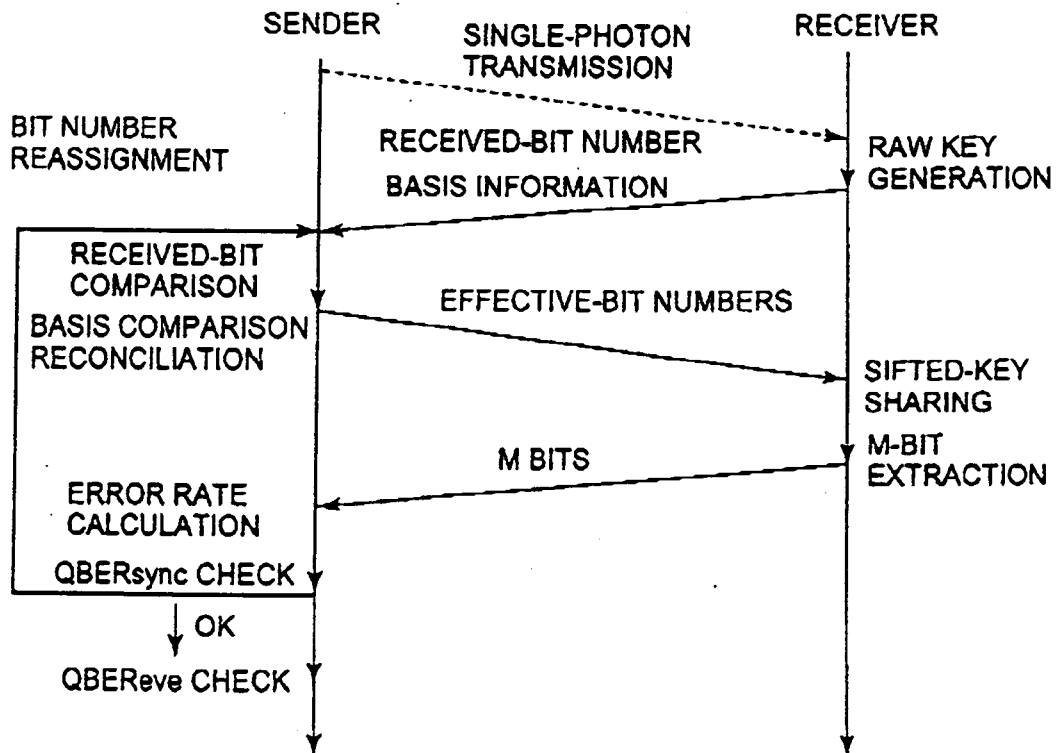 SENDER
SINGLE-PHOTON
TRANSMISSION
RECEIVER
BIT NUMBER
REASSIGNMENT
RECEIVED-BIT NUMBER
BASIS INFORMATION
RAW KEY
GENERATION
RECEIVED-BIT
COMPARISON
BASIS COMPARISON
RECONCILIATION
EFFECTIVE-BIT NUMBERS
SIFTED-KEY
SHARING
M BITS
M-BIT
EXTRACTION
ERROR RATE
CALCULATION
QBERsync CHECK
OK
QBEReve CHECK